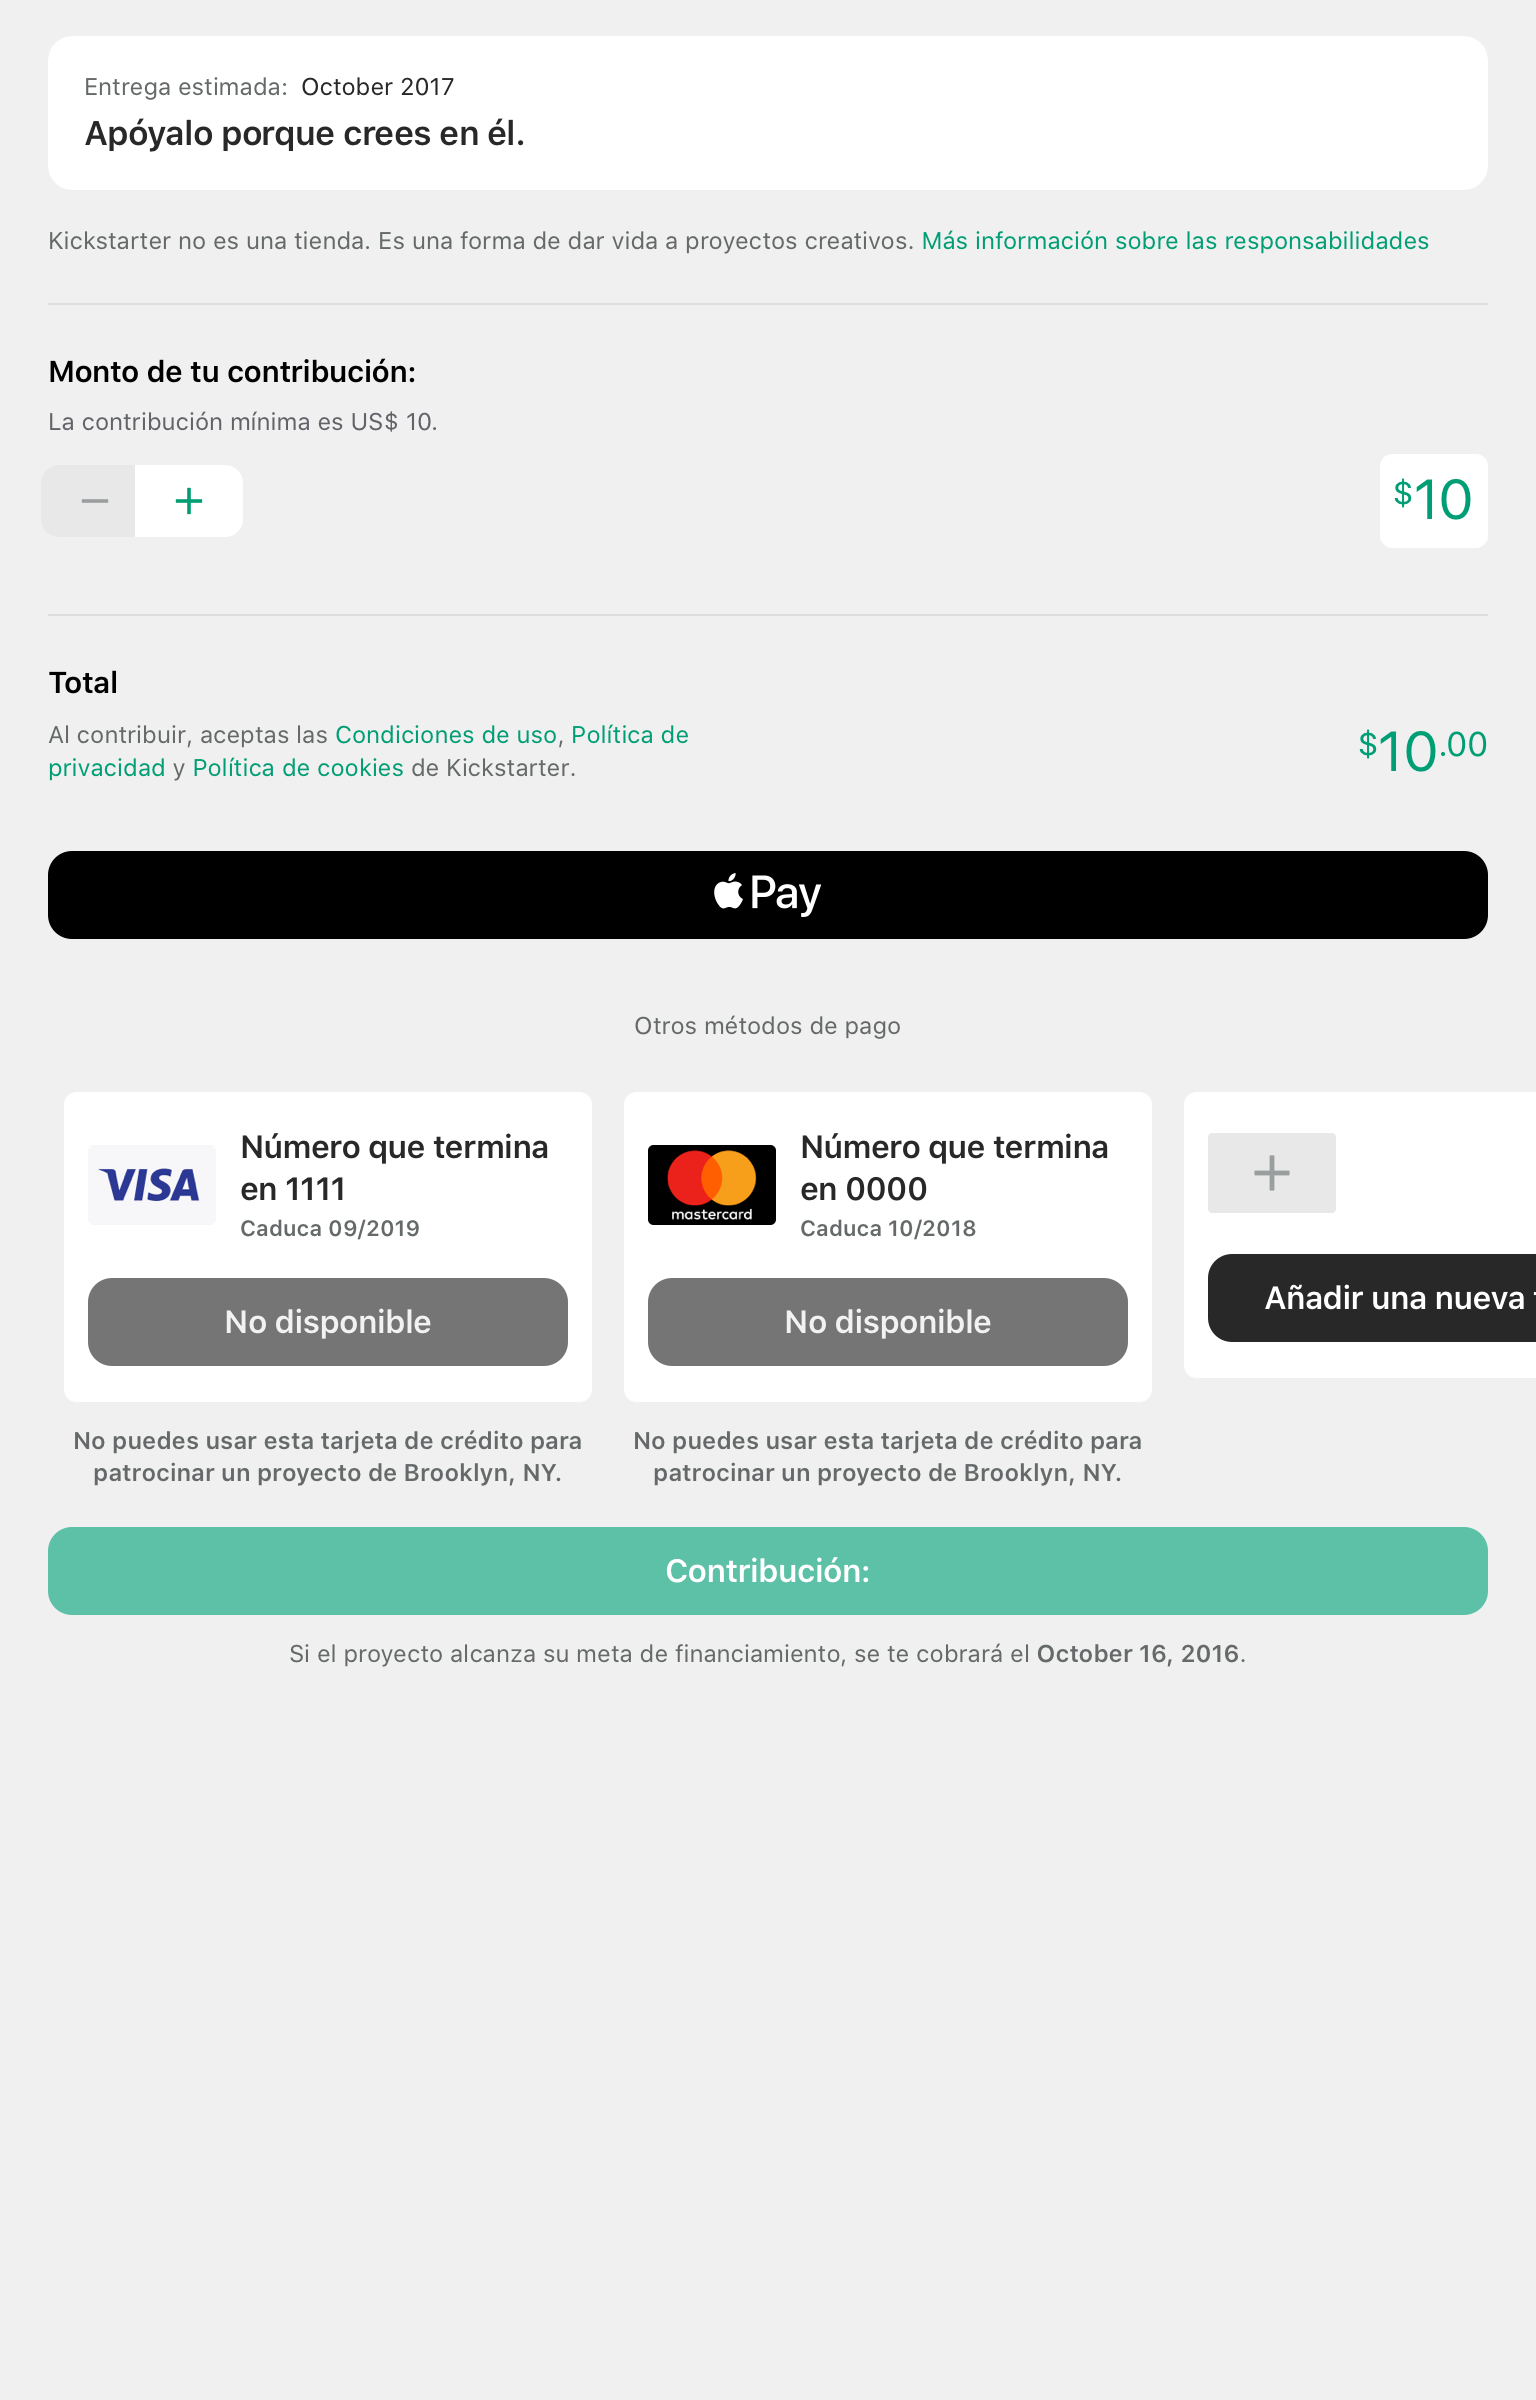 Entrega estimada: October 2017
Apóyalo porque crees en él.
Kickstarter no es una tienda. Es una forma de dar vida a proyectos creativos. Más información sobre las responsabilidades
Monto de tu contribución:
La contribución mínima es US$ 10.
− +
$10
Total
Al contribuir, aceptas las Condiciones de uso, Política de
privacidad y Política de cookies de Kickstarter.
$10.00
Pay
Otros métodos de pago
VISA
Número que termina
en 1111
Caduca 09/2019
No disponible
No puedes usar esta tarjeta de crédito para
patrocinar un proyecto de Brooklyn, NY.
mastercard
Número que termina
en 0000
Caduca 10/2018
No disponible
No puedes usar esta tarjeta de crédito para
patrocinar un proyecto de Brooklyn, NY.
+
Añadir una nueva
Contribución:
Si el proyecto alcanza su meta de financiamiento, se te cobrará el October 16, 2016.